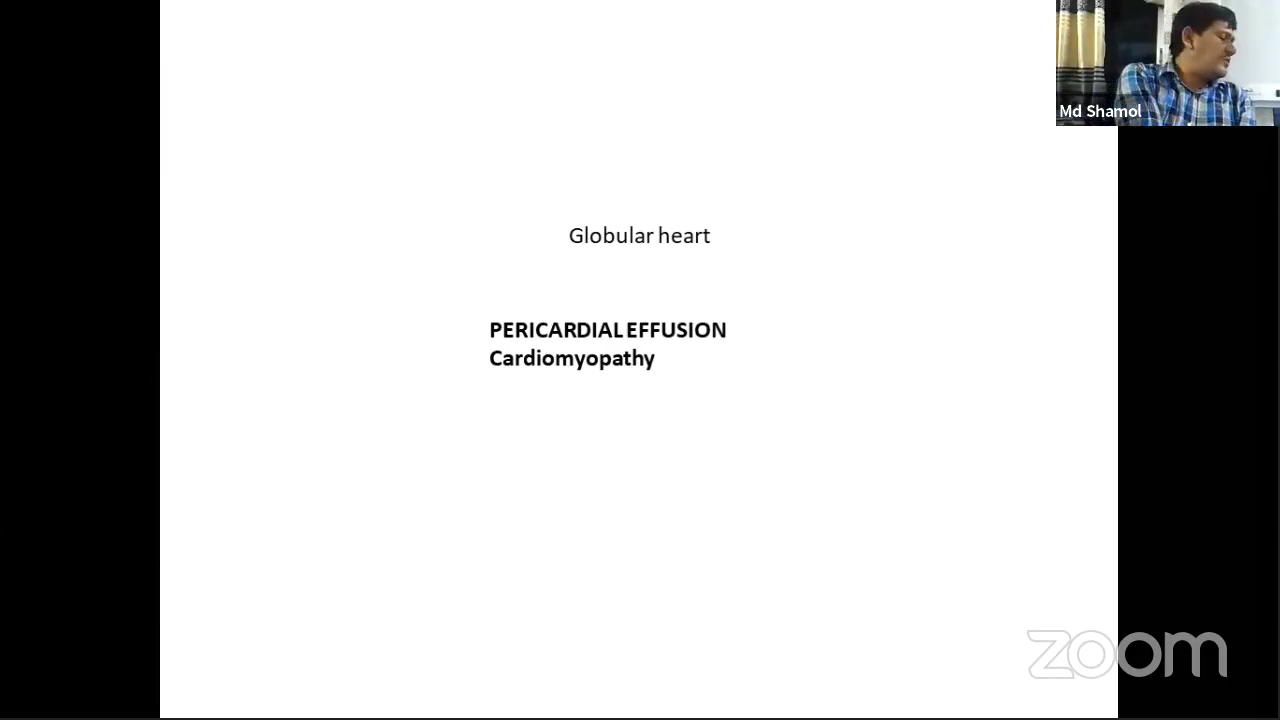 Md Shamol
Globular heart
PERICARDIAL EFFUSION
Cardiomyopathy
zoom